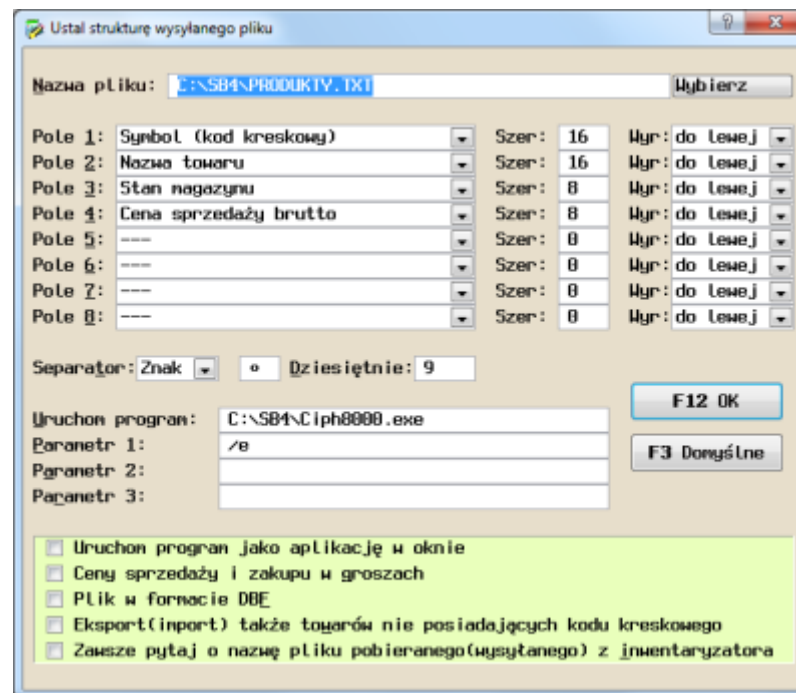 Ustal strukturę wysyłanego pliku
Nazwa pliku: C:\SB4\PRODUKTY.TXT Wybierz
Pole 1: Symbol (kod kreskowy) Szer: 16 Wyr: do lewej
Pole 2: Nazwa towaru Szer: 16 Wyr: do lewej
Pole 3: Stan magazynu Szer: 8 Wyr: do lewej
Pole 4: Cena sprzedaży brutto Szer: 8 Wyr: do lewej
Pole 5: --- Szer: 0 Wyr: do lewej
Pole 6: --- Szer: 0 Wyr: do lewej
Pole 7: --- Szer: 0 Wyr: do lewej
Pole 8: --- Szer: 0 Wyr: do lewej
Separator: Znak o Dziesiętnie: 9
Uruchom program: C:\SB4\Ciph8000.exe
Parametr 1: /e
Parametr 2:
Parametr 3:
F12 OK
F3 Domyślne
Uruchom program jako aplikację w oknie
Ceny sprzedaży i zakupu w groszach
Plik w formacie DBF
Eksport(import) także towarów nie posiadających kodu kreskowego
Zawsze pytaj o nazwę pliku pobieranego(wysyłanego) z inwentaryzatora